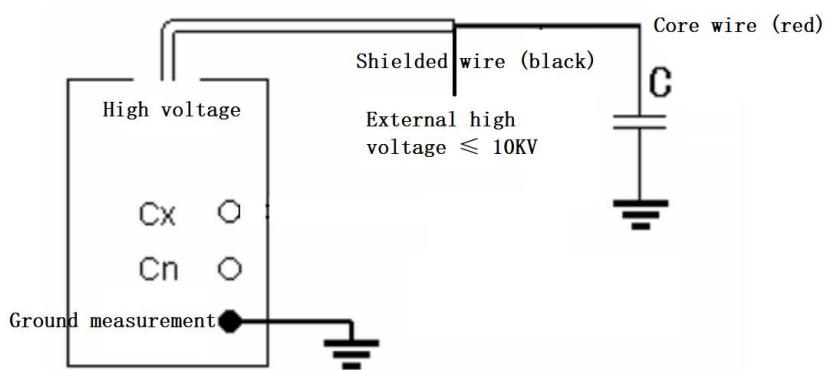 Core wire (red)
Shielded wire (black)
C
High voltage
External high
voltage ≤ 10KV
Cx
Cn
Ground measurement